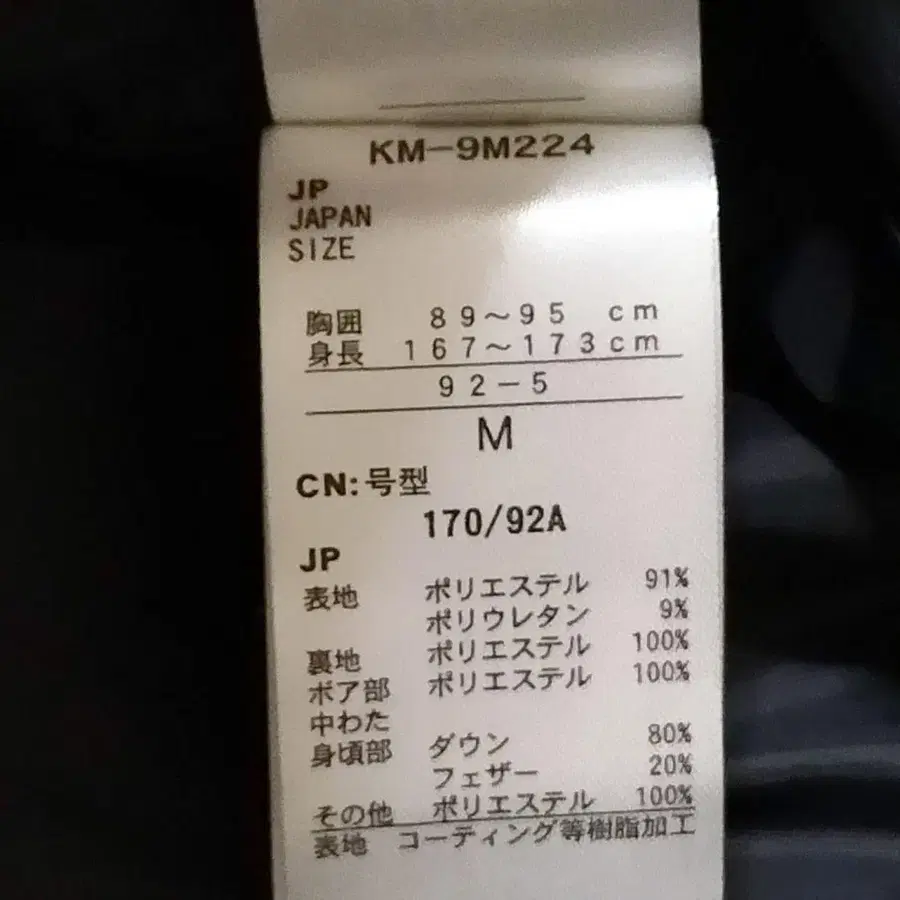 KM-9M224
JP
JAPAN
SIZE
胸囲 89～95 cm
身長 167～173cm
92-5
M
CN:号型
170/92A
JP
表地 ポリエステル 91%
ポリウレタン 9%
裏地 ポリエステル 100%
ボア部 ポリエステル 100%
中わた
身頃部 ダウン 80%
フェザー 20%
その他 ポリエステル 100%
表地 コーティング等樹脂加工